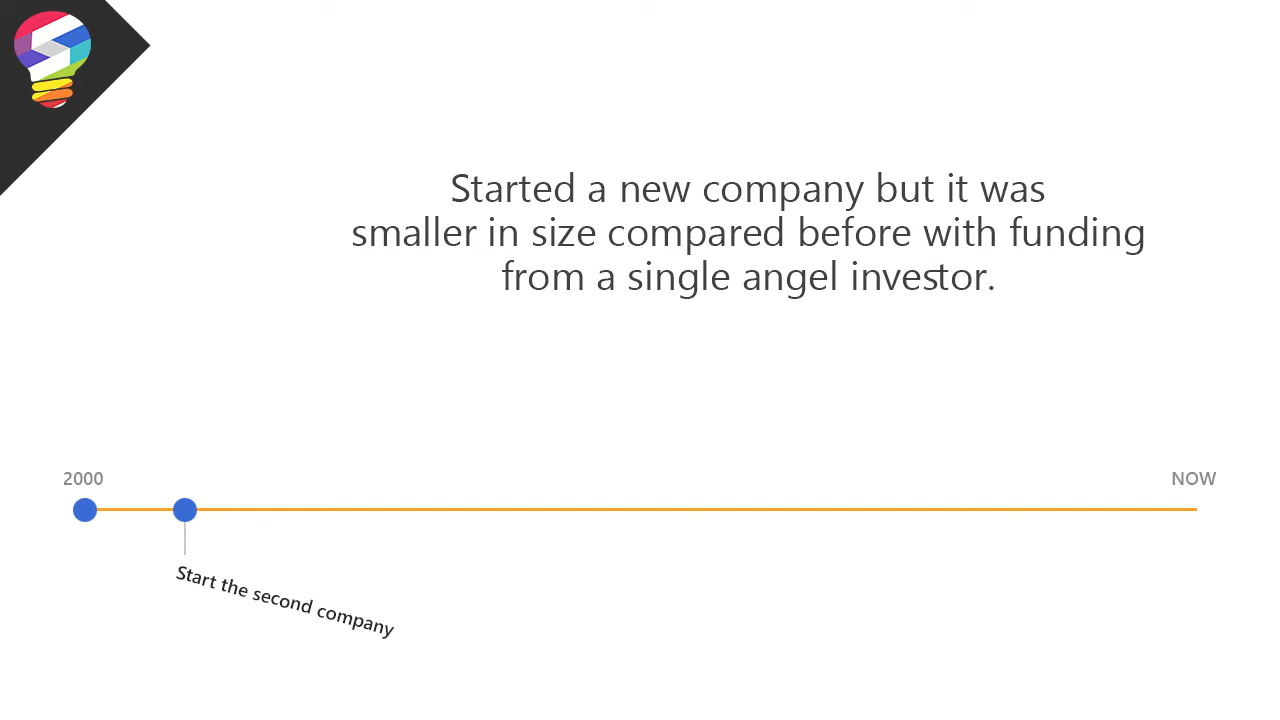 Started a new company but it was
smaller in size compared before with funding
from a single angel investor.
2000
NOW
Start the second company